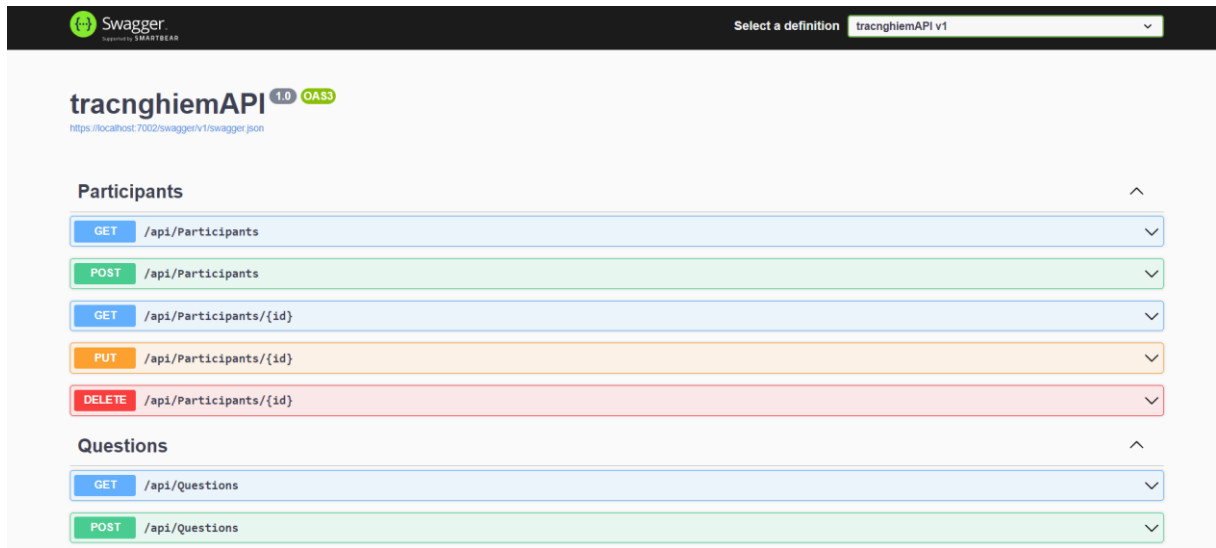 Swagger.
Supported by SMARTBEAR
Select a definition
tracnghiemAPI v1
tracnghiemAPI 1.0 OAS3
https://localhost:7002/swagger/v1/swagger.json
Participants
GET /api/Participants
POST /api/Participants
GET /api/Participants/{id}
PUT /api/Participants/{id}
DELETE /api/Participants/{id}
Questions
GET /api/Questions
POST /api/Questions